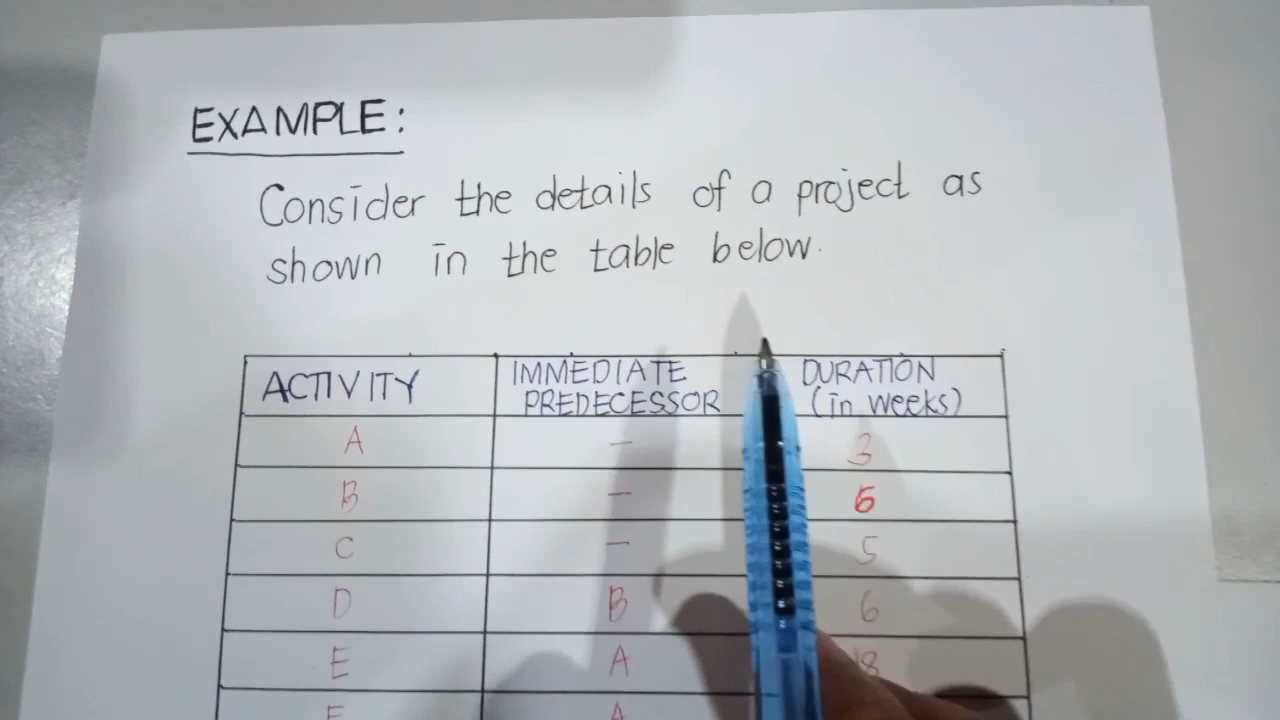 EXAMPLE:
Consider the details of a project as
shown in the table below.
ACTIVITY IMMEDIATE PREDECESSOR DURATION (in weeks)
A - 3
B - 6
C - 5
D B 6
E A 18
F A